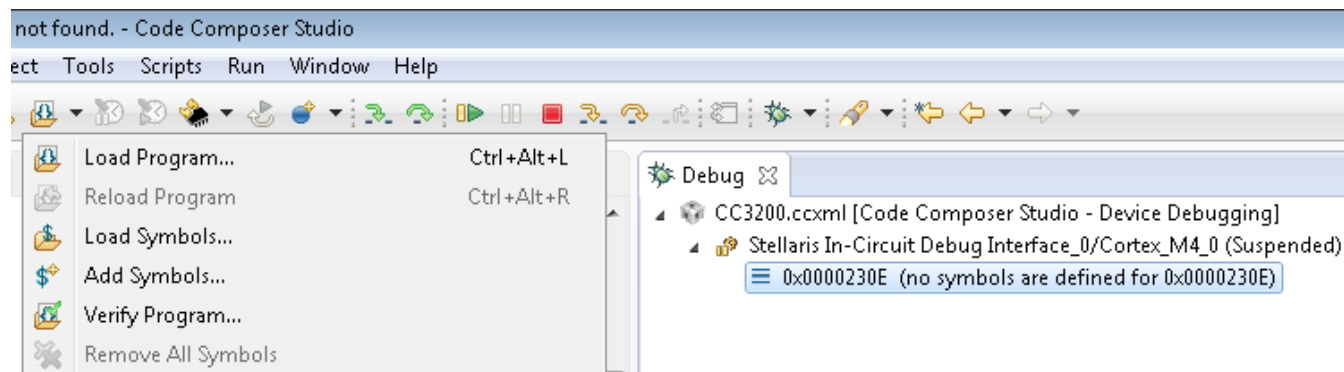 not found. - Code Composer Studio
ect Tools Scripts Run Window Help
Load Program... Ctrl+Alt+L
Reload Program Ctrl+Alt+R
Load Symbols...
Add Symbols...
Verify Program...
Remove All Symbols
Debug
CC3200.ccxml [Code Composer Studio - Device Debugging]
Stellaris In-Circuit Debug Interface_0/Cortex_M4_0 (Suspended)
0x0000230E (no symbols are defined for 0x0000230E)